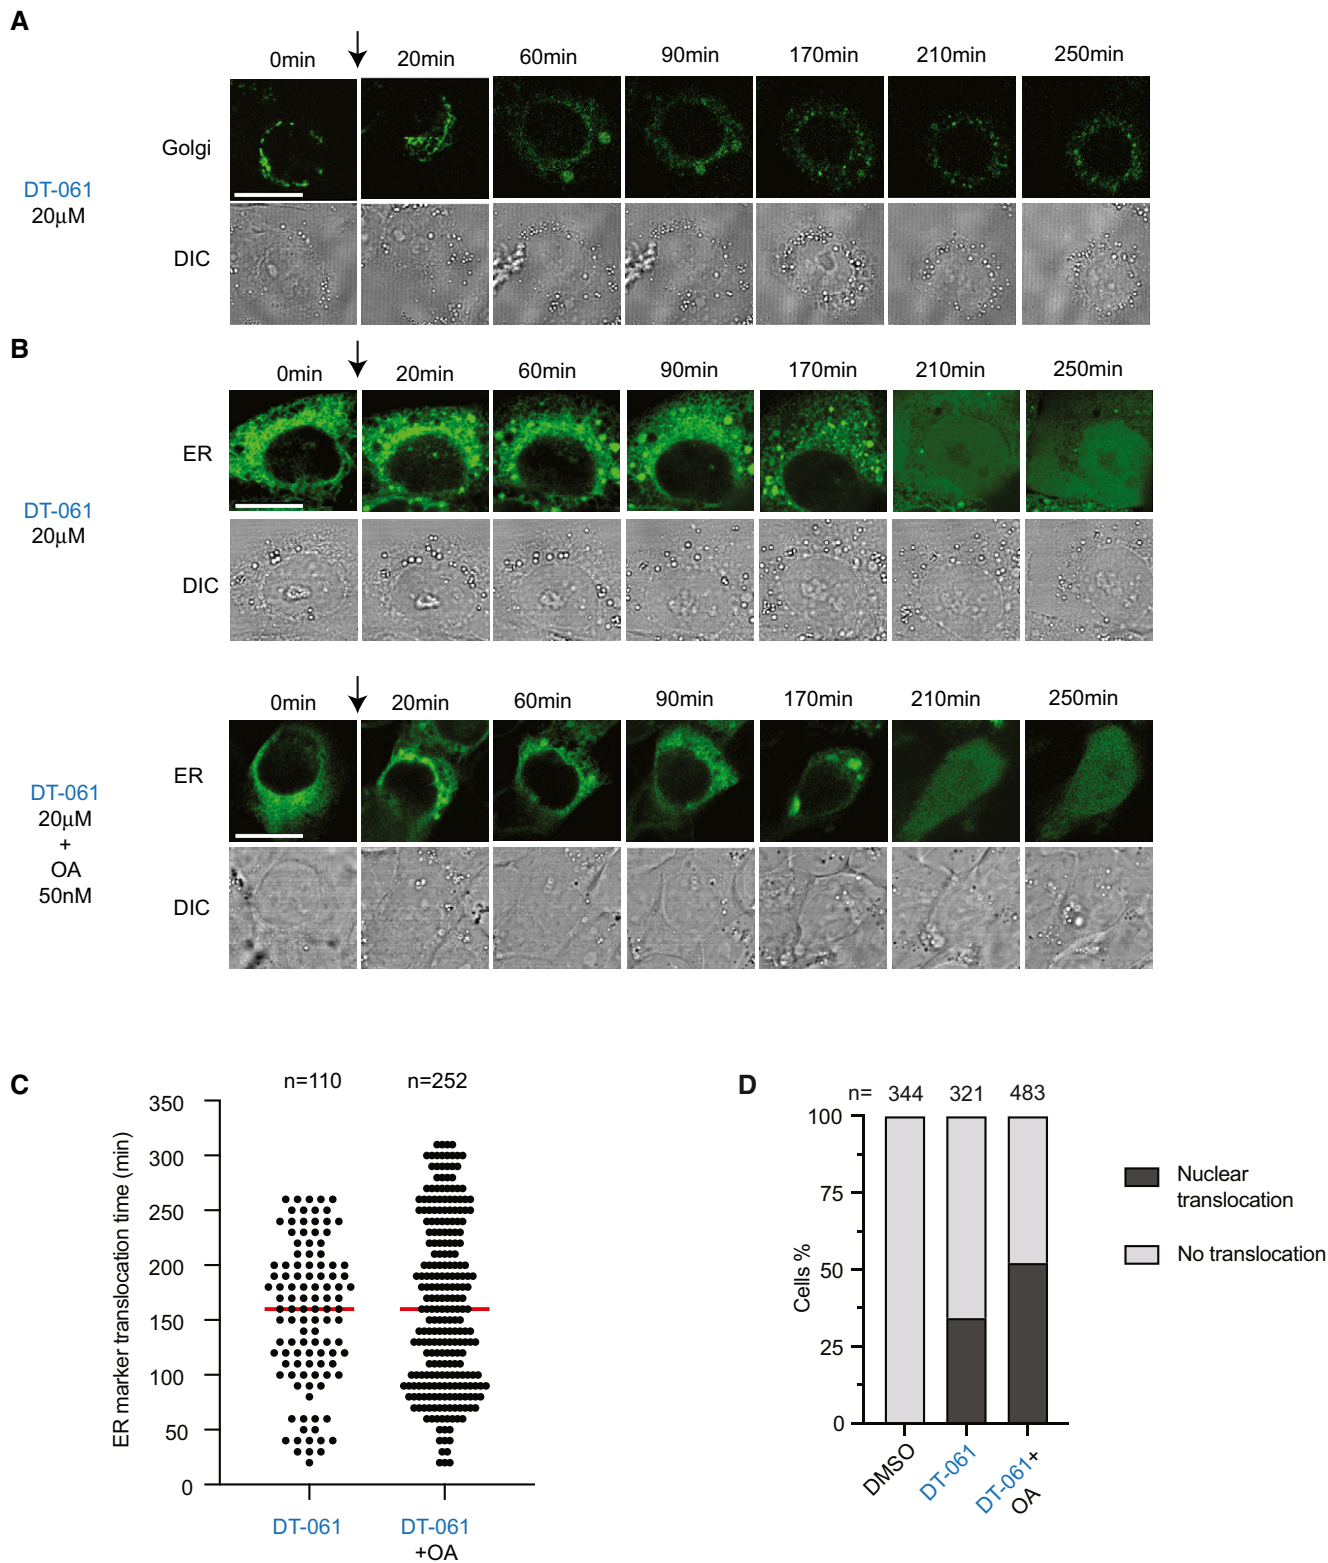 A
0min 20min 60min 90min 170min 210min 250min
Golgi
DT-061
20μM
DIC
B
0min 20min 60min 90min 170min 210min 250min
ER
DT-061
20μM
DIC
0min 20min 60min 90min 170min 210min 250min
ER
DT-061
20μM
+
OA
50nM
DIC
C
n=110 n=252
ER marker translocation time (min)
350
300
250
200
150
100
50
0
DT-061 DT-061
+OA
D
n= 344 321 483
Cells %
100
75
50
25
0
DMSO DT-061 DT-061+
OA
Nuclear
translocation
No translocation